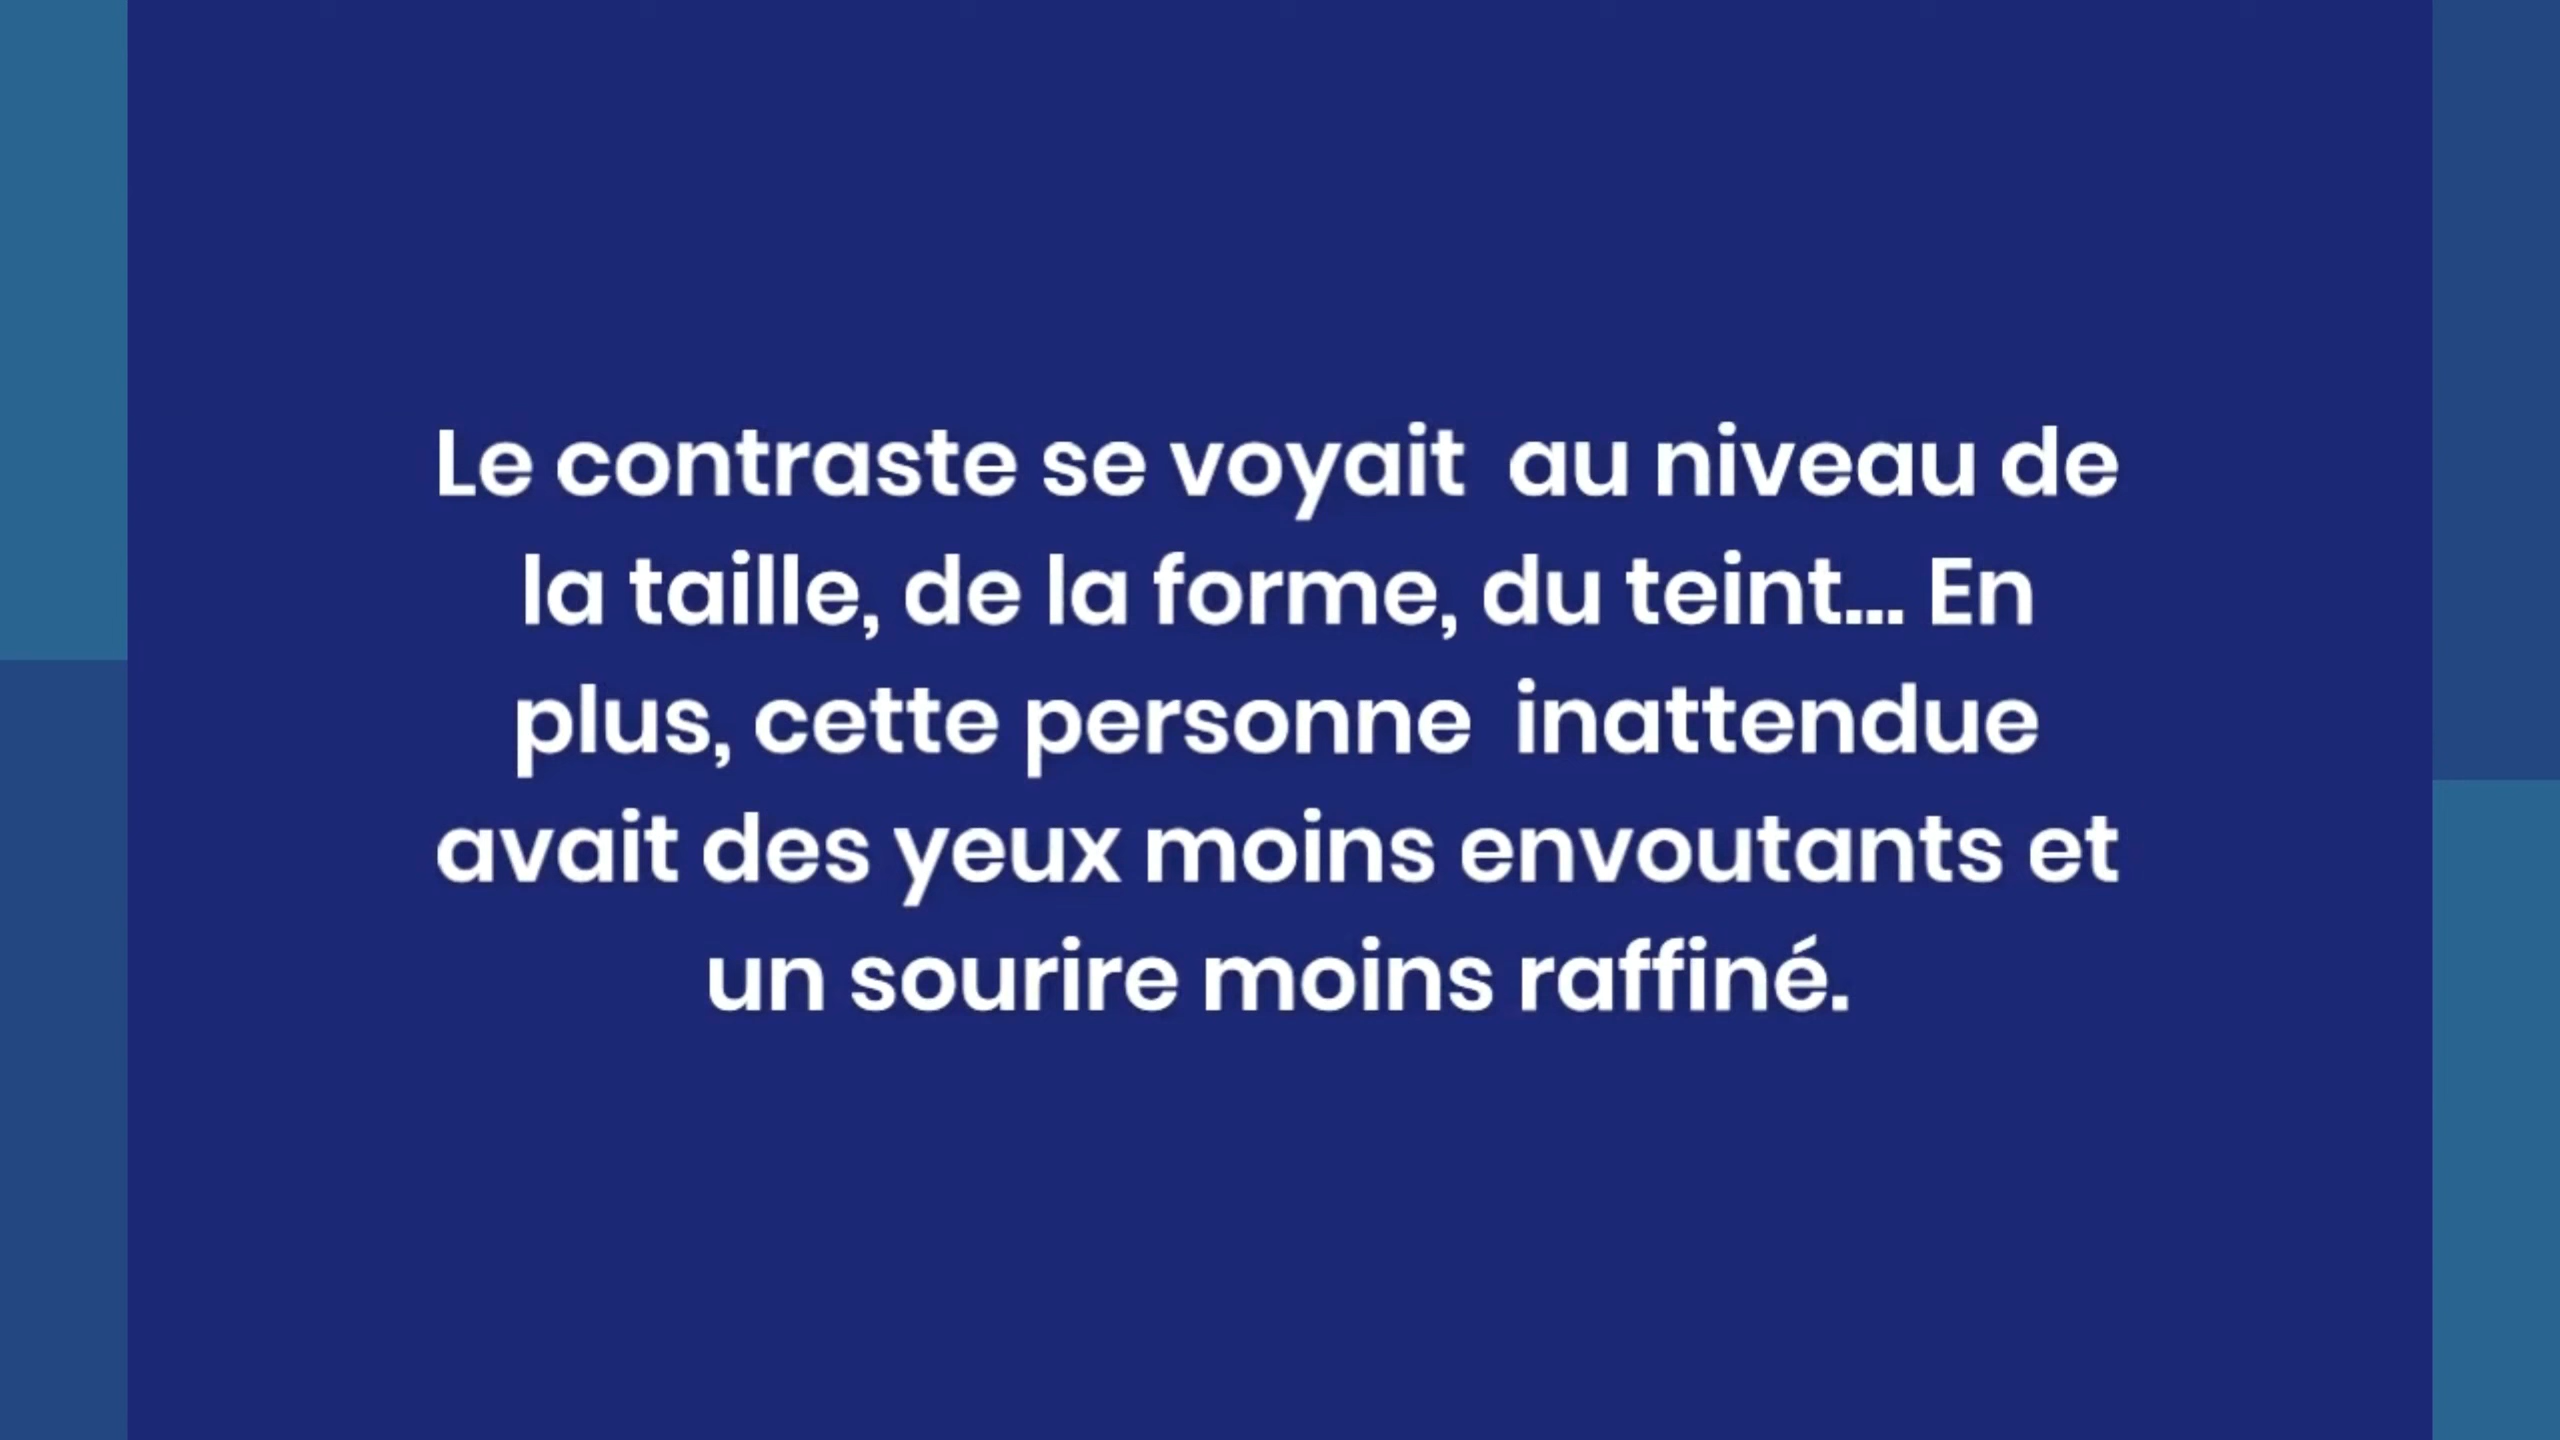 Le contraste se voyait  au niveau de
la taille, de la forme, du teint... En
plus, cette personne  inattendue
avait des yeux moins envoutants et
un sourire moins raffiné.